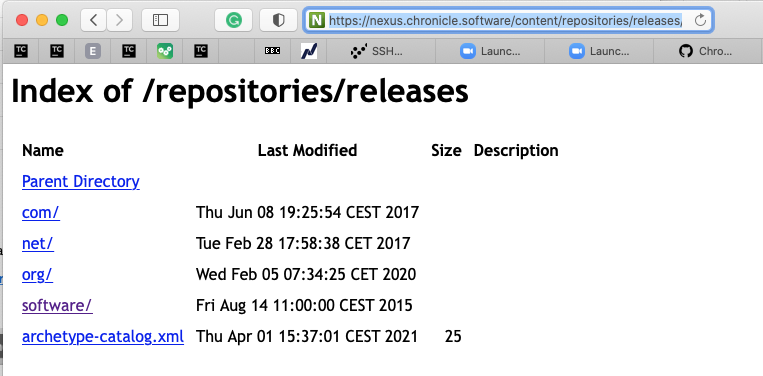 https://nexus.chronicle.software/content/repositories/releases/
TC TC E TC TC BBC SSH... Launc... Launc... Chro...
Index of /repositories/releases
Name Last Modified Size Description
Parent Directory
com/ Thu Jun 08 19:25:54 CEST 2017
net/ Tue Feb 28 17:58:38 CET 2017
org/ Wed Feb 05 07:34:25 CET 2020
software/ Fri Aug 14 11:00:00 CEST 2015
archetype-catalog.xml Thu Apr 01 15:37:01 CEST 2021 25